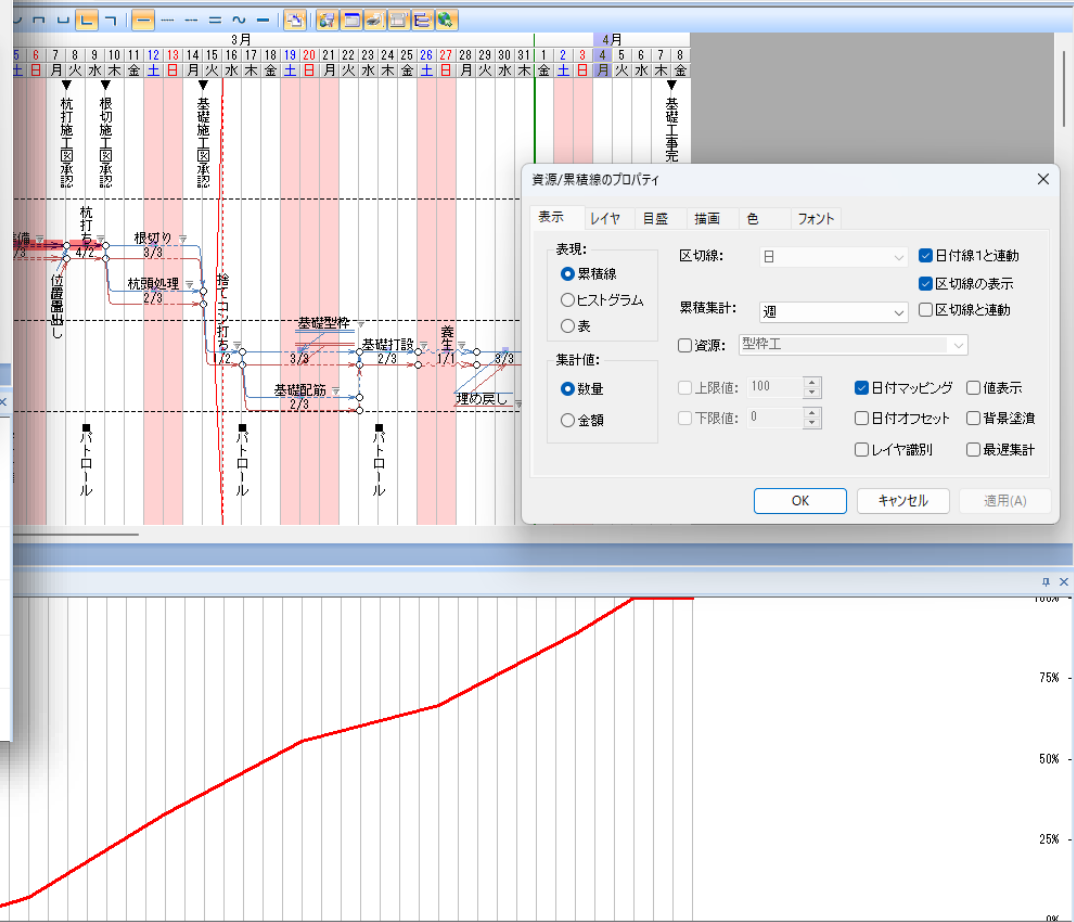 3月 4月
5 6 7 8 9 10 11 12 13 14 15 16 17 18 19 20 21 22 23 24 25 26 27 28 29 30 31 1 2 3 4 5 6 7 8
土 日 月 火 水 木 金 土 日 月 火 水 木 金 土 日 月 火 水 木 金 土 日 月 火 水 木 金 土 日 月 火 水 木 金
杭打施工図承認
根切施工図承認
基礎施工図承認
基礎工事完
備
/3
杭打ち
4/2
根切り
3/3
位置墨出し
杭頭処理
2/3
捨てコン打ち
/2
基礎型枠
3/3
基礎打設
2/3
養生
1/1
3/3
基礎配筋
2/3
埋め戻し
パトロール
パトロール
パトロール
資源/累積線のプロパティ
表示 レイヤ 目盛 描画 色 フォント
表現:
累積線
ヒストグラム
表
集計値:
数量
金額
区切線: 日
累積集計: 週
資源: 型枠工
上限値: 100
下限値: 0
日付線1と連動
区切線の表示
区切線と連動
日付マッピング 値表示
日付オフセット 背景塗潰
レイヤ識別 最遅集計
OK キャンセル 適用(A)
100%
75%
50%
25%
0%